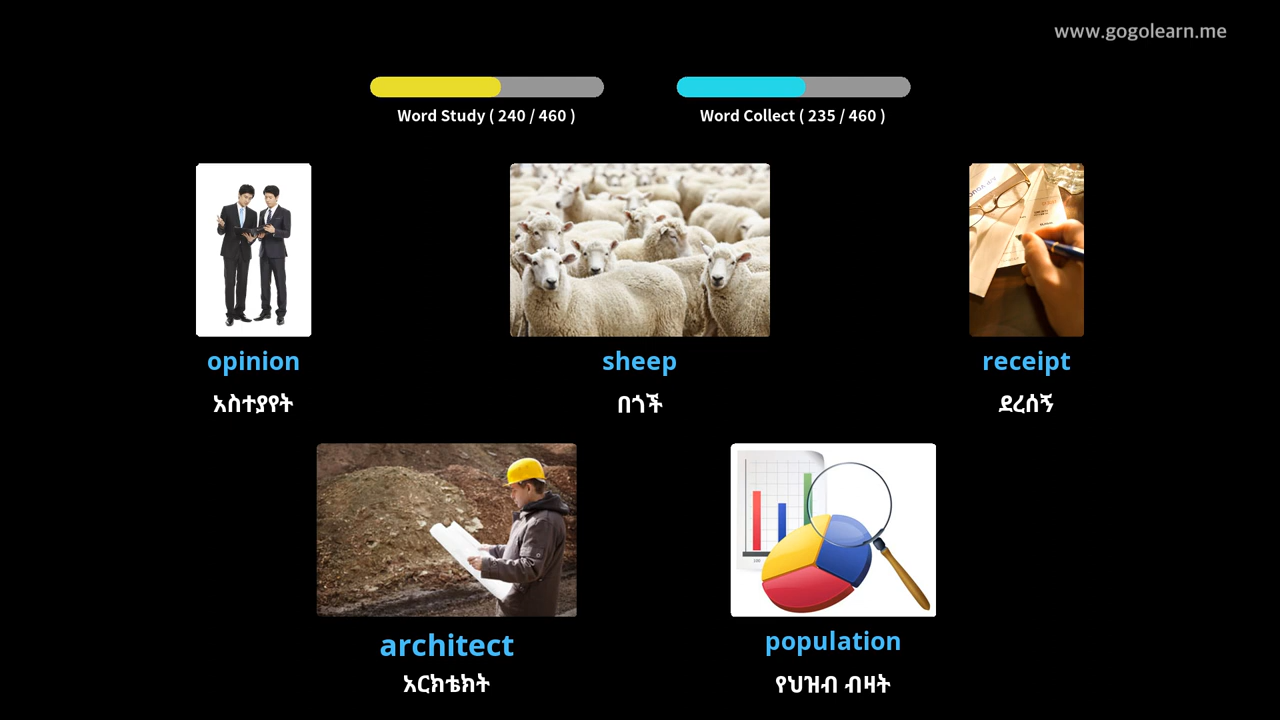 www.gogolearn.me
Word Study ( 240 / 460 )
Word Collect ( 235 / 460 )
opinion
sheep
receipt
አስተያየት
በጎች
ደረሰኝ
architect
population
አርክቴክት
የህዝብ ብዛት